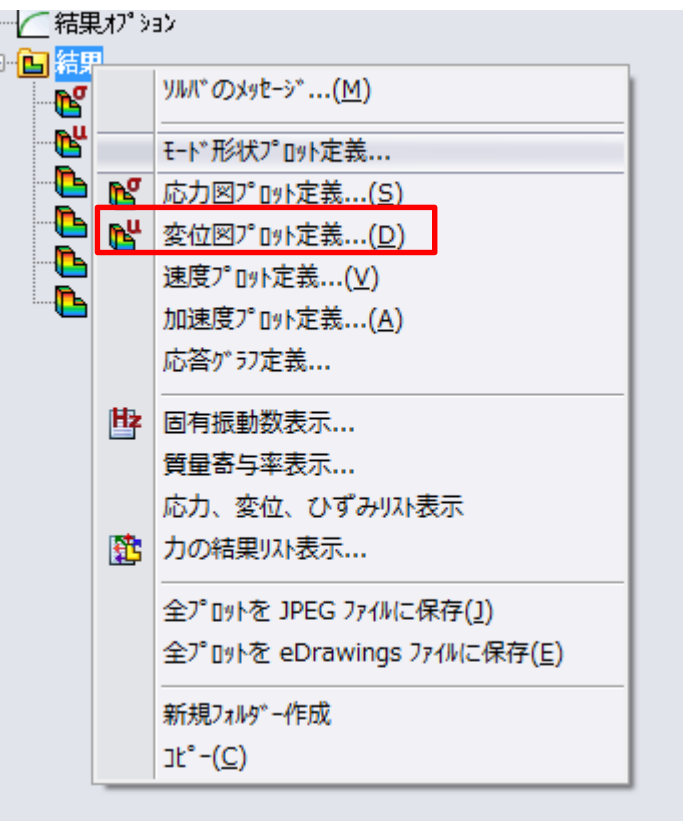 結果ｵﾌﾟｼｮﾝ
結果
ｿﾙﾊﾞのﾒｯｾｰｼﾞ...(M)
ﾓｰﾄﾞ形状ﾌﾟﾛｯﾄ定義...
σ 応力図ﾌﾟﾛｯﾄ定義...(S)
u 変位図ﾌﾟﾛｯﾄ定義...(D)
速度ﾌﾟﾛｯﾄ定義...(V)
加速度ﾌﾟﾛｯﾄ定義...(A)
応答ｸﾞﾗﾌ定義...
Hz 固有振動数表示...
質量寄与率表示...
応力、変位、ひずみﾘｽﾄ表示
力の結果ﾘｽﾄ表示...
全ﾌﾟﾛｯﾄを JPEG ﾌｧｲﾙに保存(J)
全ﾌﾟﾛｯﾄを eDrawings ﾌｧｲﾙに保存(E)
新規ﾌｫﾙﾀﾞｰ作成
ｺﾋﾟｰ(C)